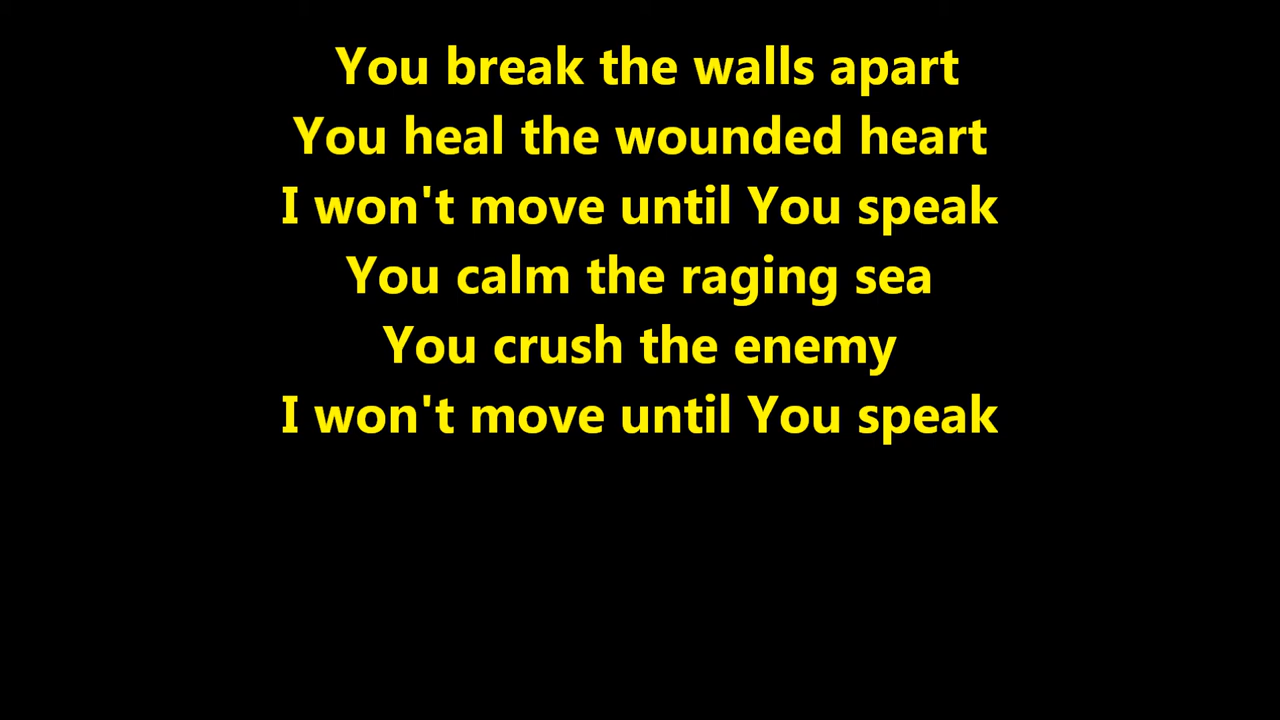 You break the walls apart
You heal the wounded heart
I won't move until You speak
You calm the raging sea
You crush the enemy
I won't move until You speak